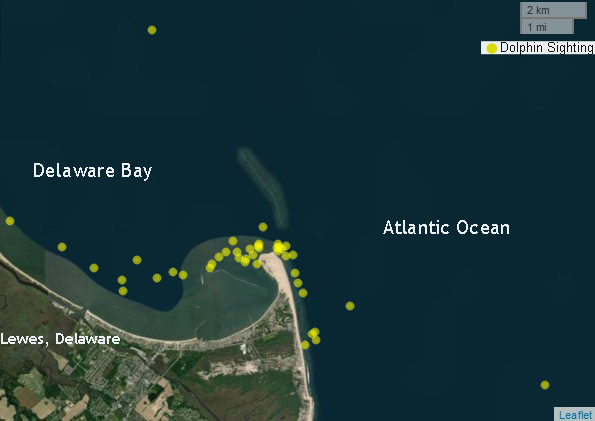 2 km
1 mi
Dolphin Sighting
Delaware Bay
Atlantic Ocean
Lewes, Delaware
Leaflet